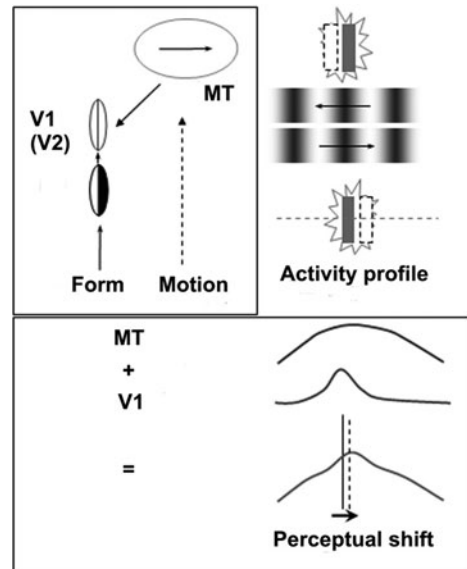 MT
V1
(V2)
Form
Motion
Activity profile
MT
+
V1
=
Perceptual shift